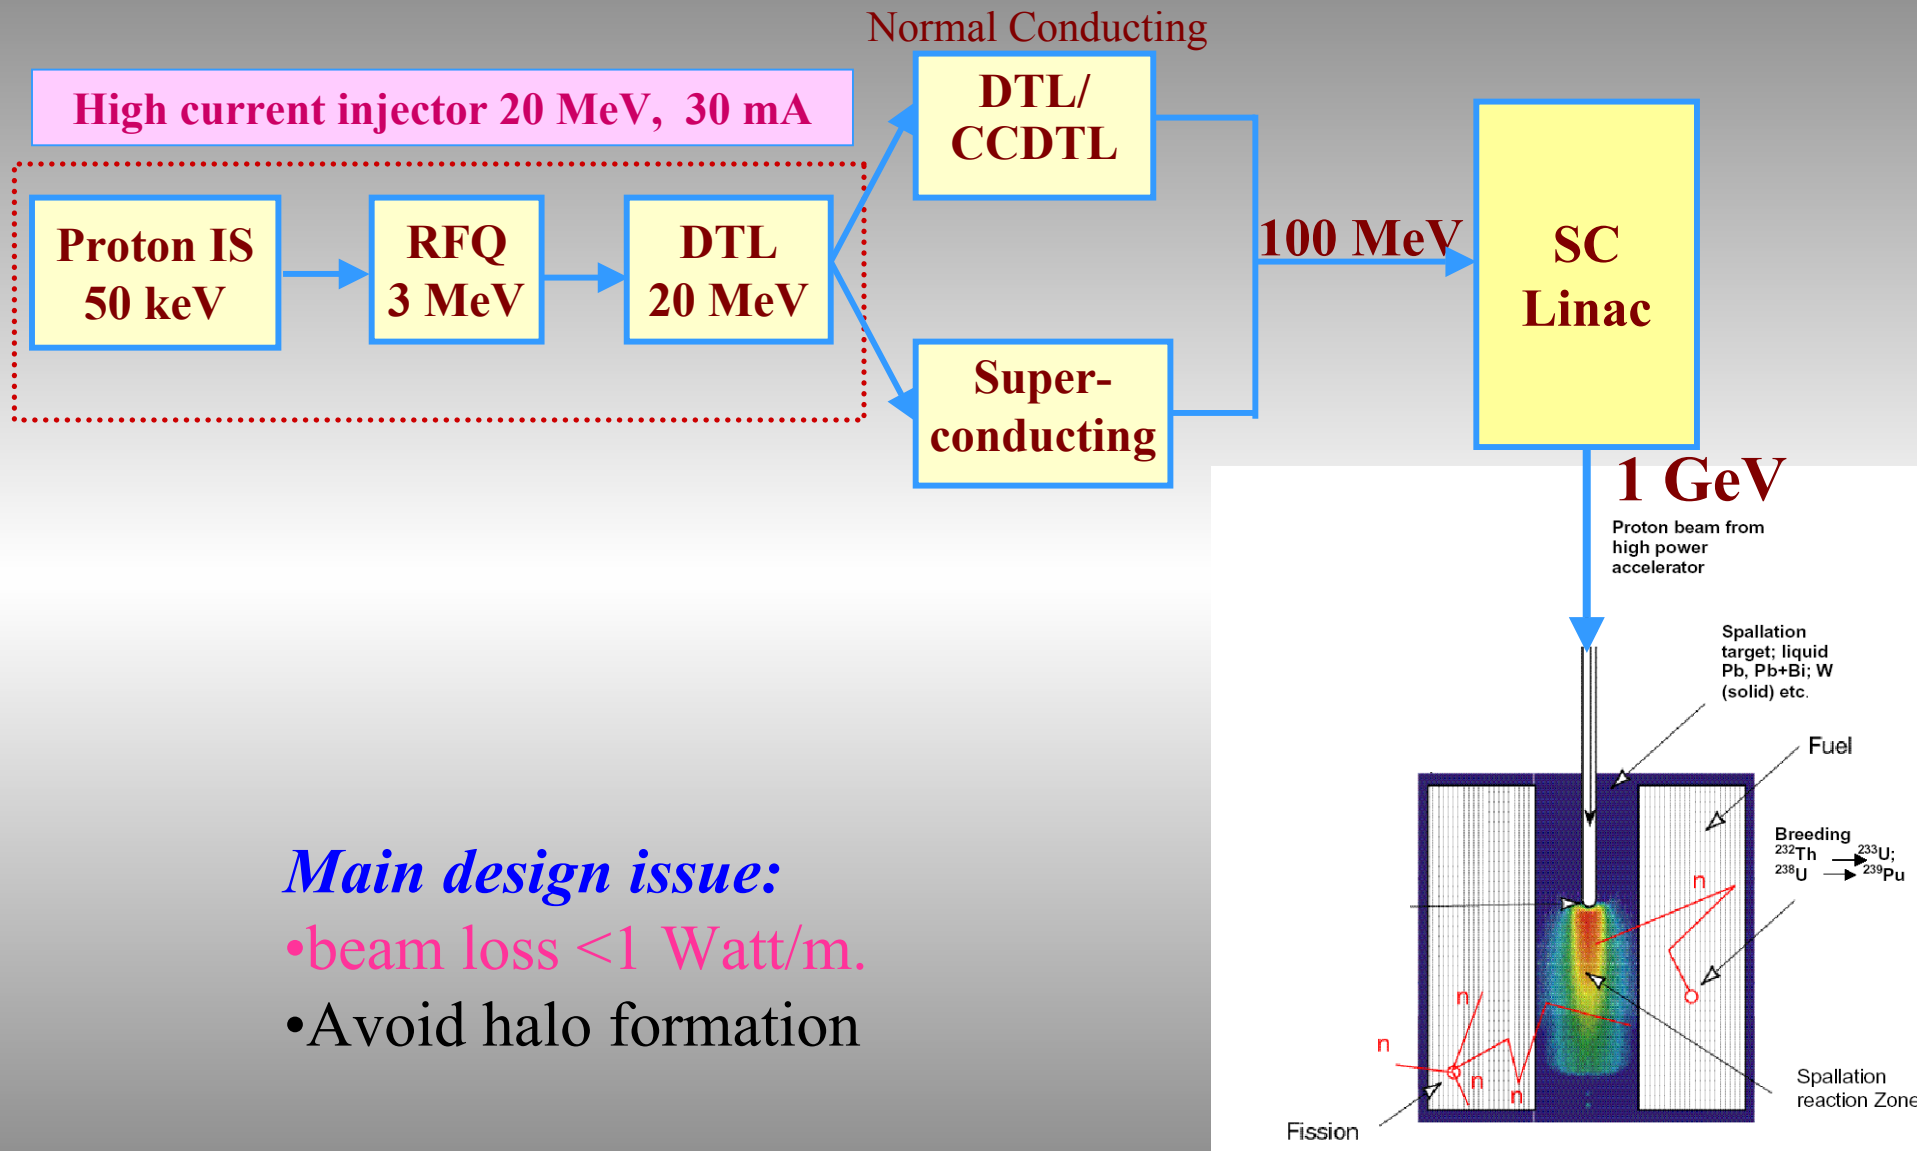 Normal Conducting
High current injector 20 MeV,  30 mA
Proton IS
50 keV
RFQ
3 MeV
DTL
20 MeV
DTL/
CCDTL
Super-
conducting
100 MeV
SC
Linac
1 GeV
Proton beam from
high power
accelerator
Spallation
target; liquid
Pb, Pb+Bi; W
(solid) etc.
Fuel
Breeding
²³²Th → ²³³U;
²³⁸U → ²³⁹Pu
n
n
n
n
n
Spallation
reaction Zone
Fission
Main design issue:
•beam loss <1 Watt/m.
•Avoid halo formation